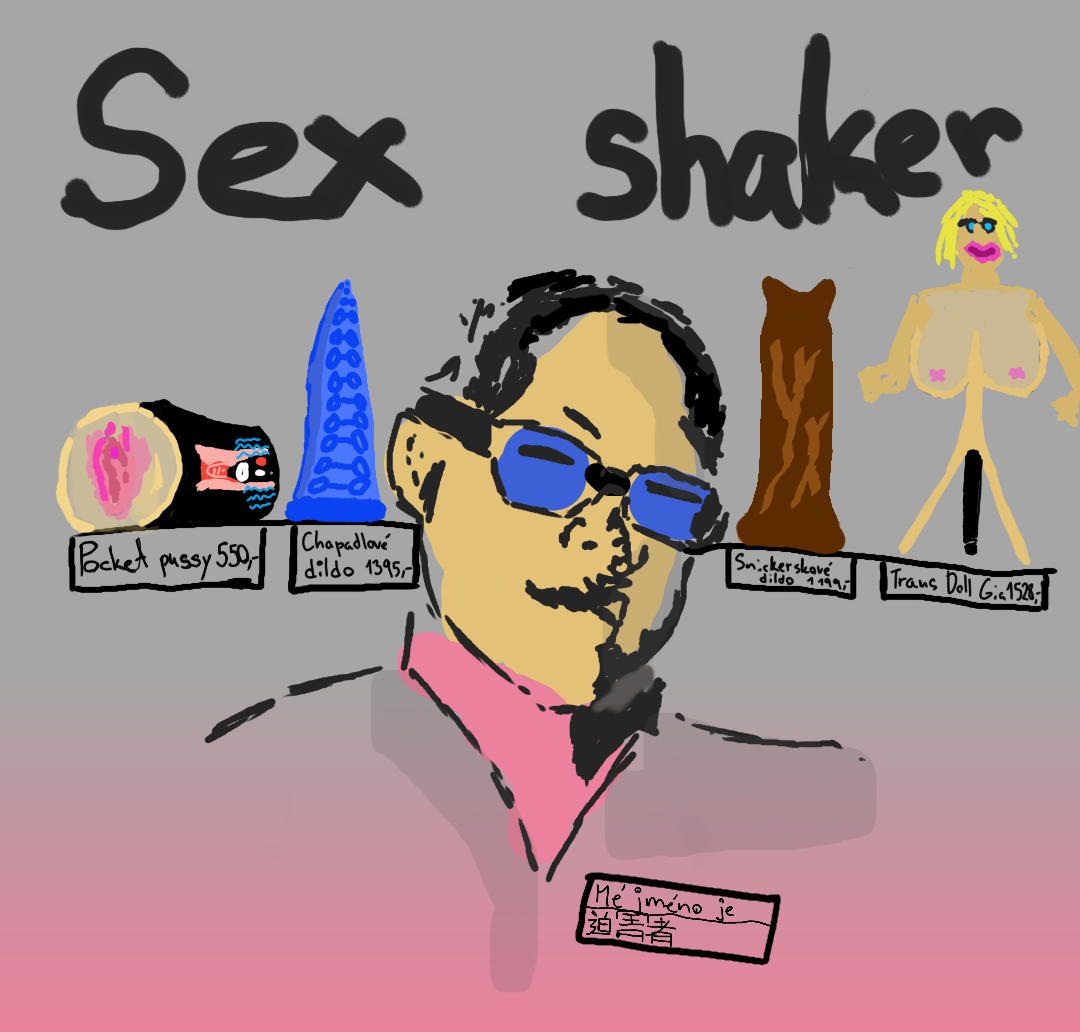 Sex shaker
Pocket pussy 550,-
Chapadlové
dildo 1395,-
Snickerskové
dildo 1199,-
Trans Doll Gia 1528,-
Mé jméno je
迫害者